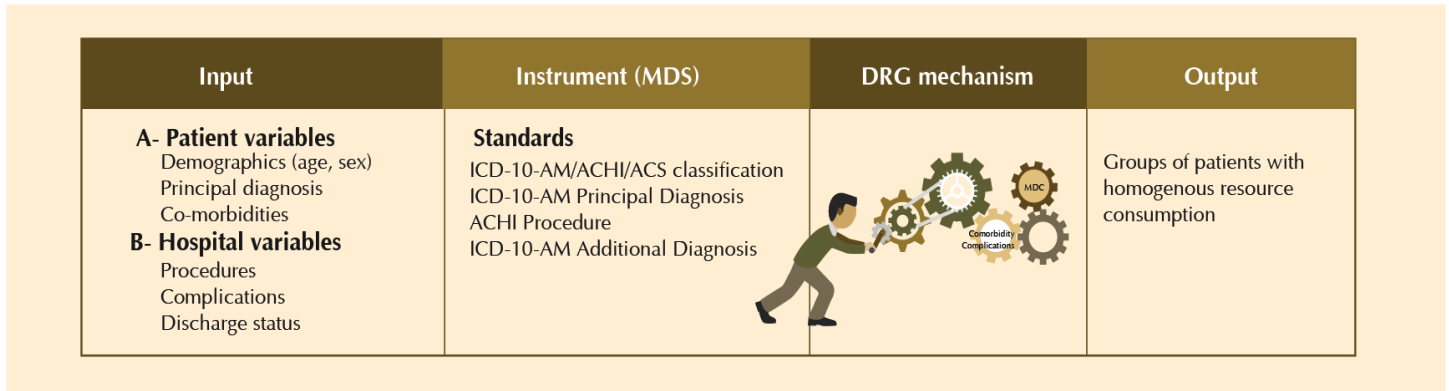 Input
Instrument (MDS)
DRG mechanism
Output
A- Patient variables
Demographics (age, sex)
Principal diagnosis
Co-morbidities
B- Hospital variables
Procedures
Complications
Discharge status
Standards
ICD-10-AM/ACHI/ACS classification
ICD-10-AM Principal Diagnosis
ACHI Procedure
ICD-10-AM Additional Diagnosis
MDC
Comorbidity
Complications
Groups of patients with
homogenous resource
consumption